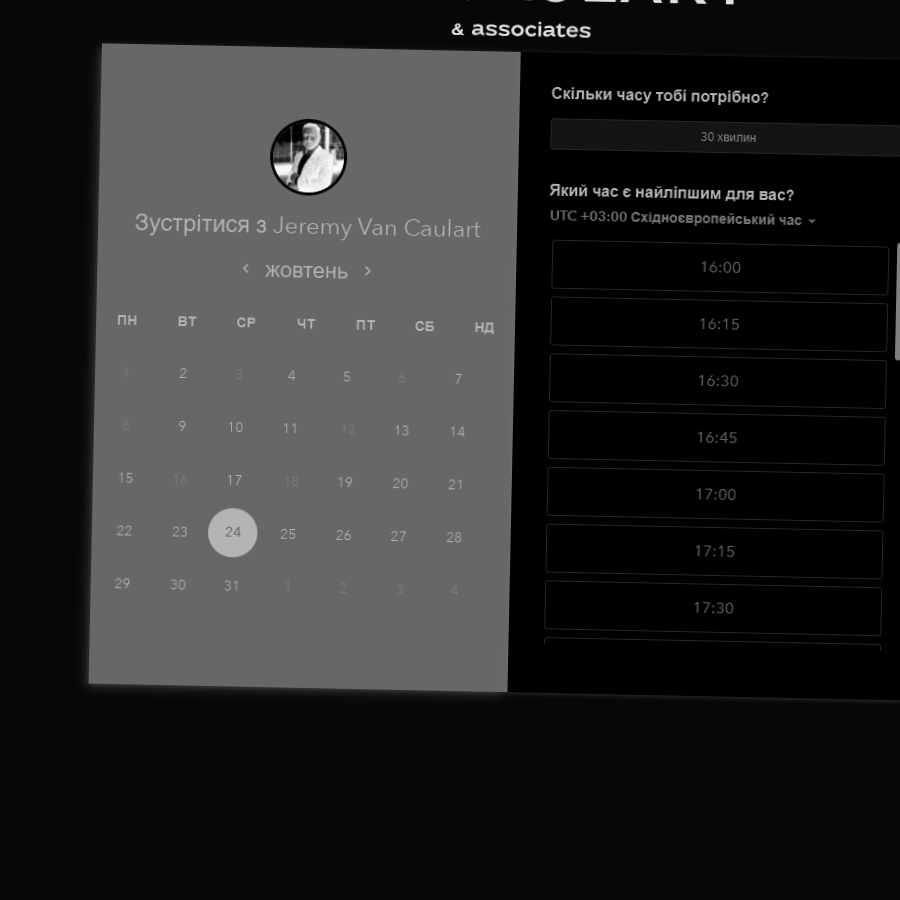 & associates
Зустрітися з Jeremy Van Caulart
жовтень
ПН ВТ СР ЧТ ПТ СБ НД
1 2 3 4 5 6 7
8 9 10 11 12 13 14
15 16 17 18 19 20 21
22 23 24 25 26 27 28
29 30 31 1 2 3 4
Скільки часу тобі потрібно?
30 хвилин
Який час є найліпшим для вас?
UTC +03:00 Східноєвропейський час
16:00
16:15
16:30
16:45
17:00
17:15
17:30